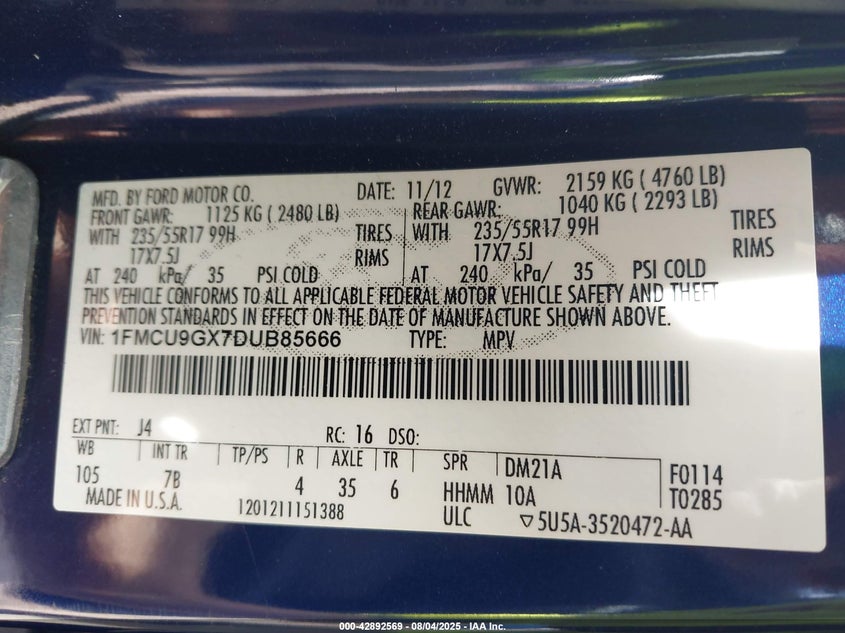 MFD. BY FORD MOTOR CO. DATE: 11/12 GVWR: 2159 KG ( 4760 LB)
FRONT GAWR: 1125 KG ( 2480 LB) REAR GAWR: 1040 KG ( 2293 LB)
WITH 235/55R17 99H TIRES WITH 235/55R17 99H TIRES
17X7.5J RIMS 17X7.5J RIMS
AT 240 kPa/ 35 PSI COLD AT 240 kPa/ 35 PSI COLD
THIS VEHICLE CONFORMS TO ALL APPLICABLE FEDERAL MOTOR VEHICLE SAFETY AND THEFT
PREVENTION STANDARDS IN EFFECT ON THE DATE OF MANUFACTURE SHOWN ABOVE.
VIN: 1FMCU9GX7DUB85666 TYPE: MPV
EXT PNT: J4 RC: 16 DSO:
WB INT TR TP/PS R AXLE TR SPR DM21A F0114
105 7B 4 35 6 HHMM 10A T0285
MADE IN U.S.A. 1201211151388 ULC ▽5U5A-3520472-AA
000-42892569 - 08/04/2025 - IAA Inc.